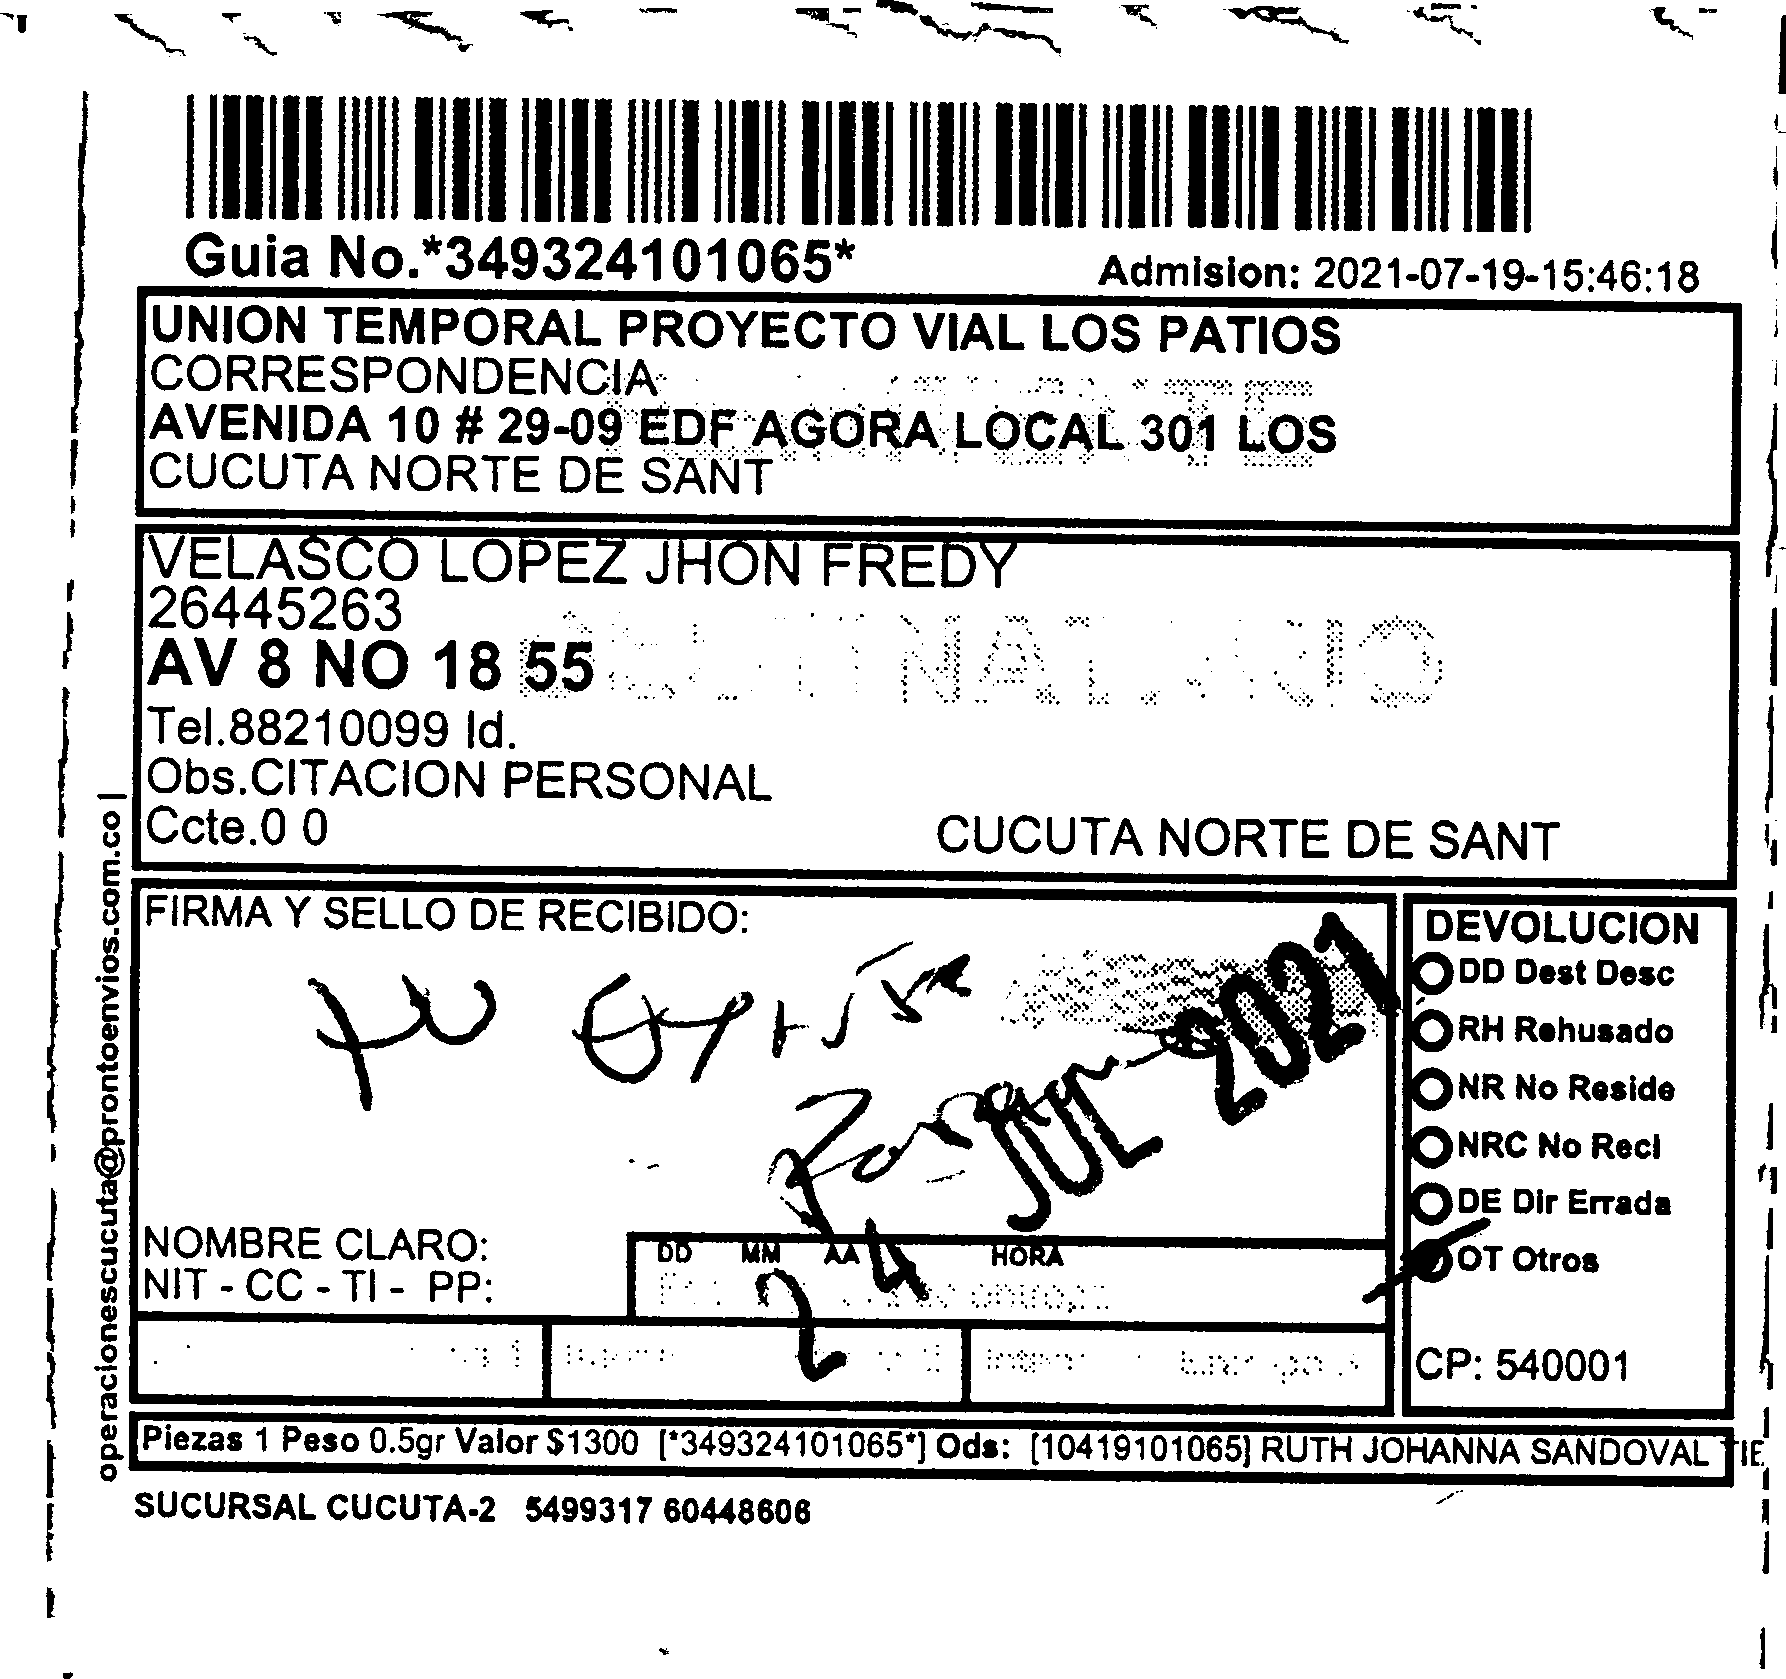 Guia No.*349324101065*
Admision: 2021-07-19-15:46:18
UNION TEMPORAL PROYECTO VIAL LOS PATIOS
CORRESPONDENCIA
AVENIDA 10 # 29-09 EDF AGORA LOCAL 301 LOS
CUCUTA NORTE DE SANT
VELASCO LOPEZ JHON FREDY
26445263
AV 8 NO 18 55
DESTINATARIO
Tel.88210099 Id.
Obs.CITACION PERSONAL
Ccte.0 0
CUCUTA NORTE DE SANT
operacionescucuta@prontoenvios.com.co |
FIRMA Y SELLO DE RECIBIDO:
24 JUL 2021
NOMBRE CLARO:
NIT - CC - TI - PP:
DD MM AA HORA
DEVOLUCION
DD Dest Desc
RH Rehusado
NR No Reside
NRC No Recl
DE Dir Errada
OT Otros
CP: 540001
Piezas 1 Peso 0.5gr Valor $1300 [*349324101065*] Ods: [10419101065] RUTH JOHANNA SANDOVAL TIE
SUCURSAL CUCUTA-2 5499317 60448606